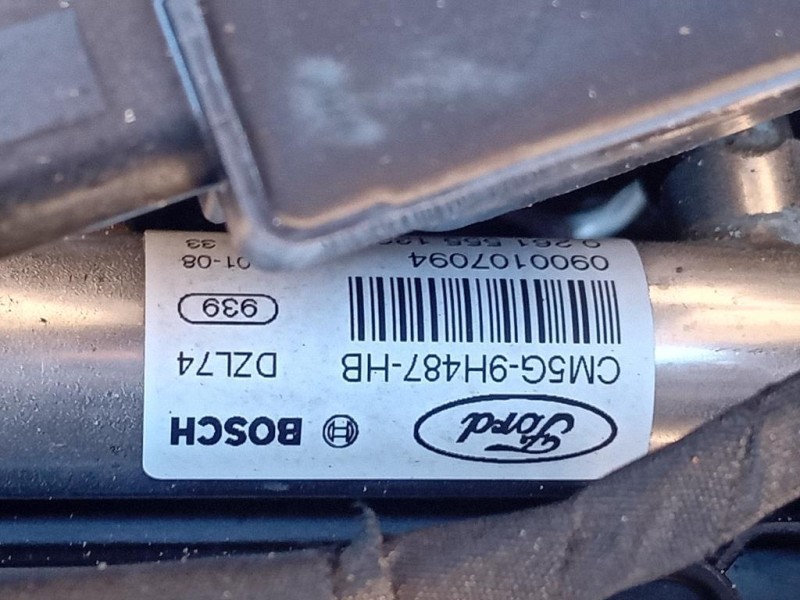 Ford BOSCH
CM5G-9H487-HB DZL74
939
0900107094 01-08
0 261 555 33